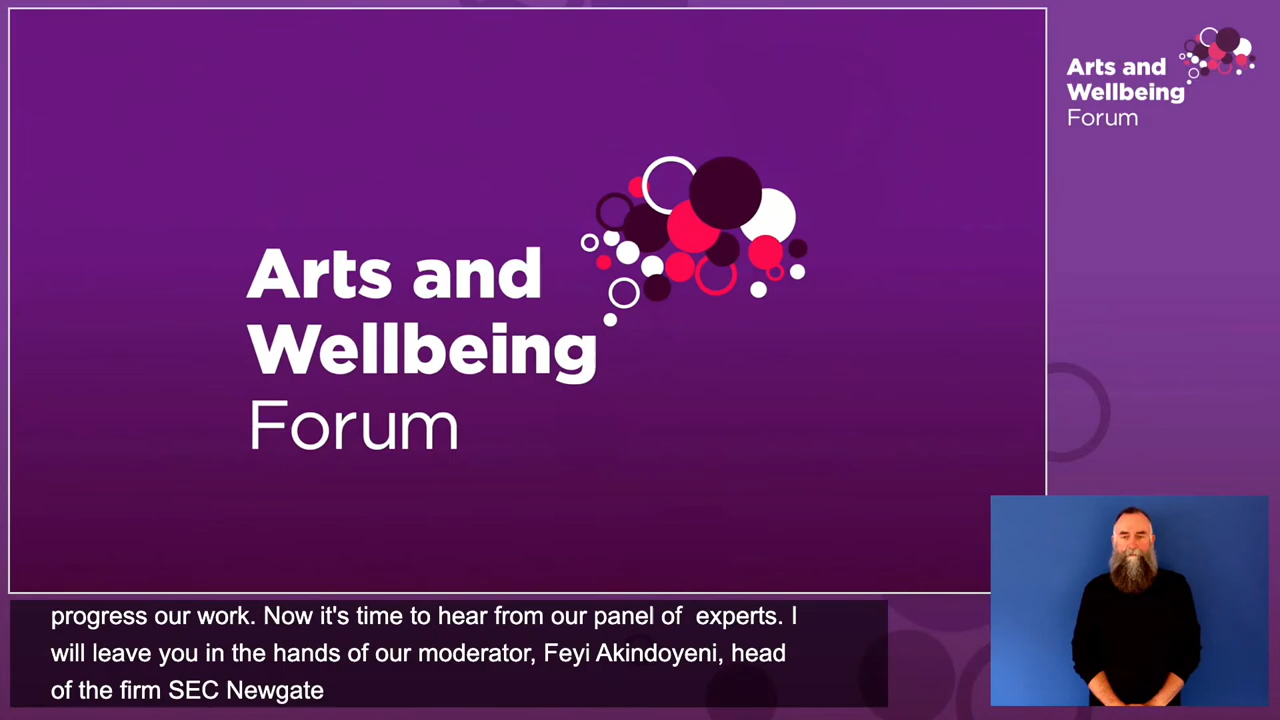 Arts and
Wellbeing
Forum
Arts and
Wellbeing
Forum
progress our work. Now it's time to hear from our panel of  experts. I
will leave you in the hands of our moderator, Feyi Akindoyeni, head
of the firm SEC Newgate